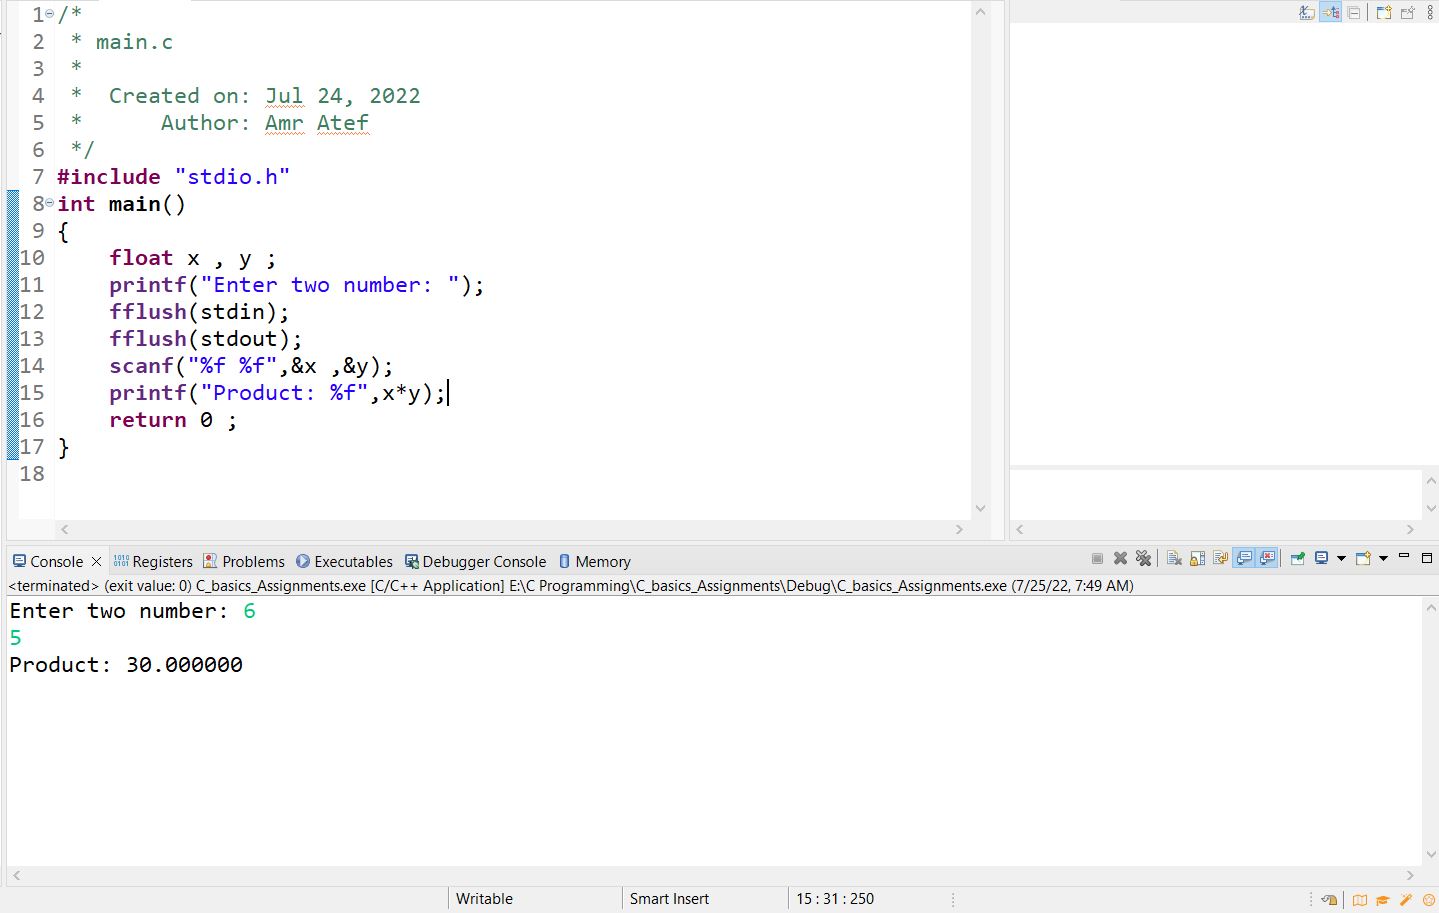 1 /*
2  * main.c
3  *
4  *  Created on: Jul 24, 2022
5  *      Author: Amr Atef
6  */
7 #include "stdio.h"
8 int main()
9 {
10     float x , y ;
11     printf("Enter two number: ");
12     fflush(stdin);
13     fflush(stdout);
14     scanf("%f %f",&x ,&y);
15     printf("Product: %f",x*y);
16     return 0 ;
17 }
18
Console Registers Problems Executables Debugger Console Memory
<terminated> (exit value: 0) C_basics_Assignments.exe [C/C++ Application] E:\C Programming\C_basics_Assignments\Debug\C_basics_Assignments.exe (7/25/22, 7:49 AM)
Enter two number: 6
5
Product: 30.000000
Writable Smart Insert 15 : 31 : 250